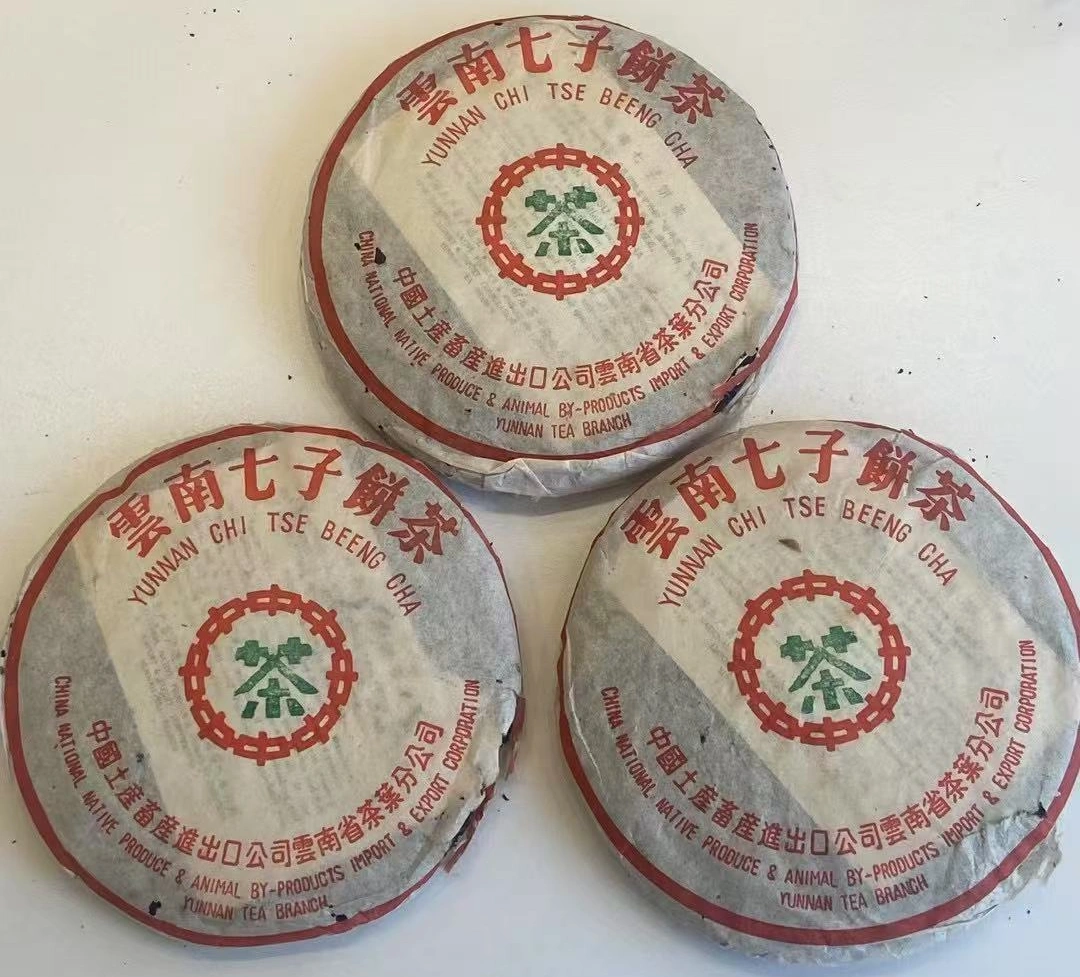 雲南七子餅茶
YUNNAN CHI TSE BEENG CHA
茶
中國土產畜產進出口公司雲南省茶葉分公司
CHINA NATIONAL NATIVE PRODUCE & ANIMAL BY-PRODUCTS IMPORT & EXPORT CORPORATION
YUNNAN TEA BRANCH
雲南七子餅茶
YUNNAN CHI TSE BEENG CHA
茶
中國土產畜產進出口公司雲南省茶葉分公司
CHINA NATIONAL NATIVE PRODUCE & ANIMAL BY-PRODUCTS IMPORT & EXPORT CORPORATION
YUNNAN TEA BRANCH
雲南七子餅茶
YUNNAN CHI TSE BEENG CHA
茶
中國土產畜產進出口公司雲南省茶葉分公司
CHINA NATIONAL NATIVE PRODUCE & ANIMAL BY-PRODUCTS IMPORT & EXPORT CORPORATION
YUNNAN TEA BRANCH